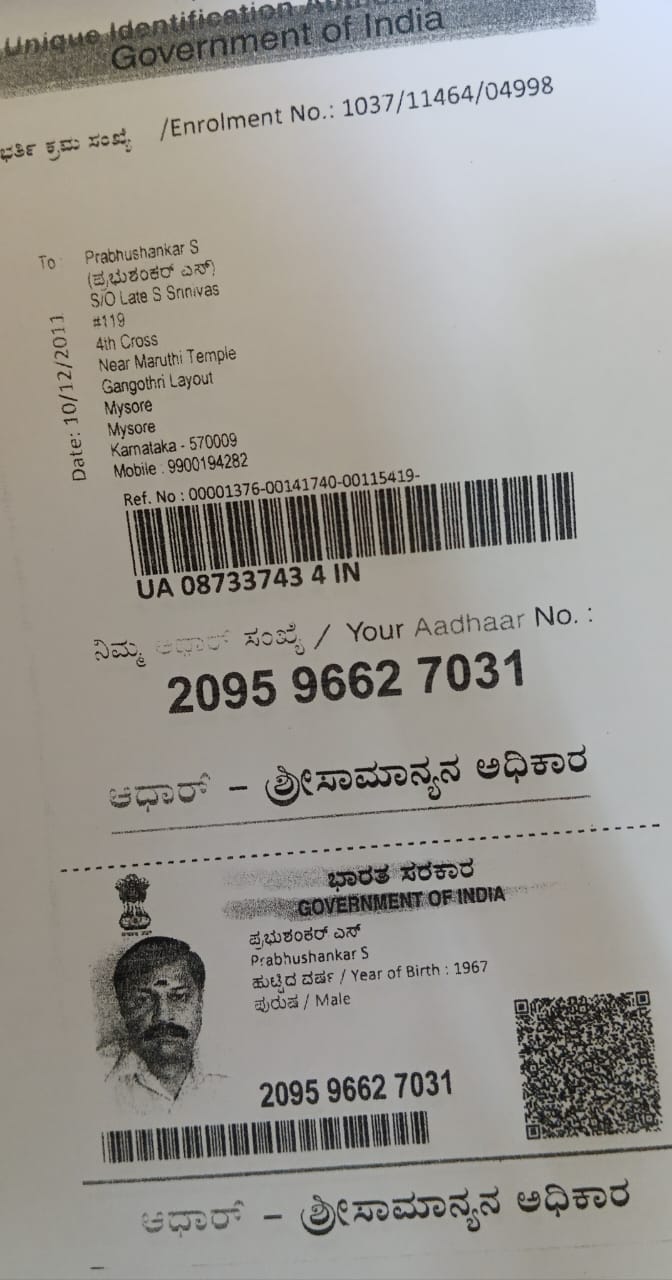 Unique Identification
Government of India
ಭರ್ತಿ ಕ್ರಮ ಸಂಖ್ಯೆ /Enrolment No.: 1037/11464/04998
To
Prabhushankar S
(ಪ್ರಭುಶಂಕರ್ ಎಸ್)
S/O Late S Srinivas
#119
4th Cross
Near Maruthi Temple
Gangothri Layout
Mysore
Mysore
Karnataka - 570009
Mobile : 9900194282
Date: 10/12/2011
Ref. No : 00001376-00141740-00115419-
UA 08733743 4 IN
ನಿಮ್ಮ ಆಧಾರ್ ಸಂಖ್ಯೆ / Your Aadhaar No. :
2095 9662 7031
ಆಧಾರ್ – ಶ್ರೀಸಾಮಾನ್ಯನ ಅಧಿಕಾರ
ಭಾರತ ಸರಕಾರ
GOVERNMENT OF INDIA
ಪ್ರಭುಶಂಕರ್ ಎಸ್
Prabhushankar S
ಹುಟ್ಟಿದ ವರ್ಷ / Year of Birth : 1967
ಪುರುಷ / Male
2095 9662 7031
ಆಧಾರ್ – ಶ್ರೀಸಾಮಾನ್ಯನ ಅಧಿಕಾರ